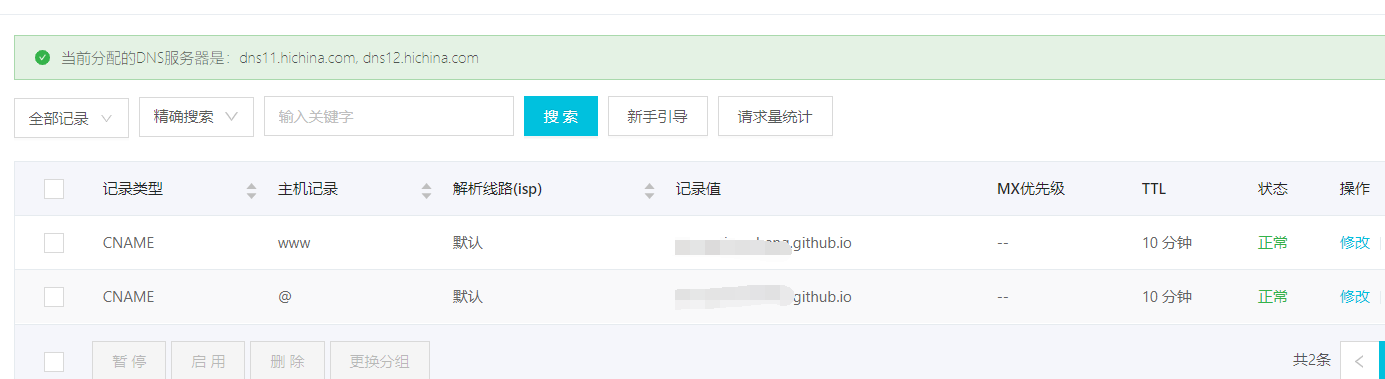 当前分配的DNS服务器是：dns11.hichina.com, dns12.hichina.com
全部记录 精确搜索 输入关键字 搜 索 新手引导 请求量统计
记录类型 主机记录 解析线路(isp) 记录值 MX优先级 TTL 状态 操作
CNAME www 默认 .github.io -- 10 分钟 正常 修改
CNAME @ 默认 .github.io -- 10 分钟 正常 修改
暂 停 启 用 删 除 更换分组 共2条